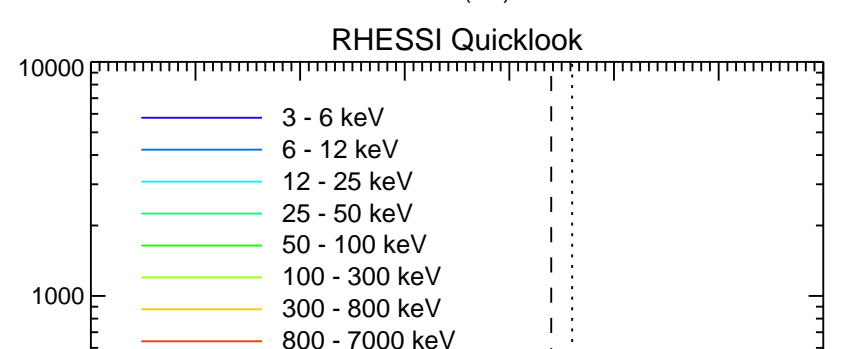 RHESSI Quicklook
10000
3 - 6 keV
6 - 12 keV
12 - 25 keV
25 - 50 keV
50 - 100 keV
100 - 300 keV
1000
300 - 800 keV
800 - 7000 keV